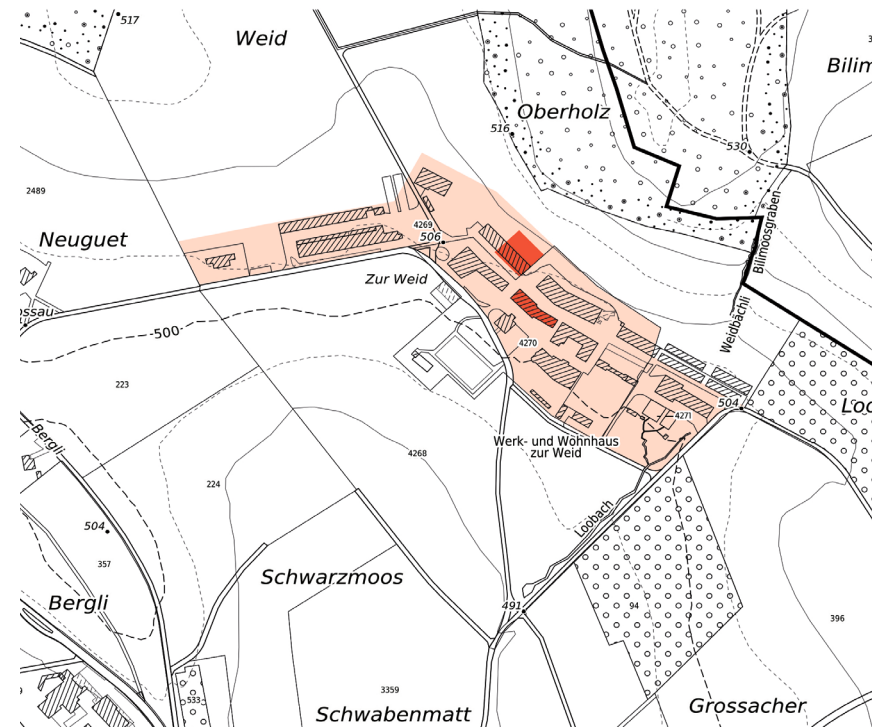 517
Weid
Bilim
Oberholz
516
530
2489
Bilimoosgraben
Neuguet
4269
506
Zur Weid
ossau
-500-
Weidbächli
4270
223
504
Loo
4271
z-Bergli
Werk- und Wohnhaus
zur Weid
4268
224
504
Loobach
357
Schwarzmoos
Bergli
491
94
396
533
3359
Grossacher
Schwabenmatt